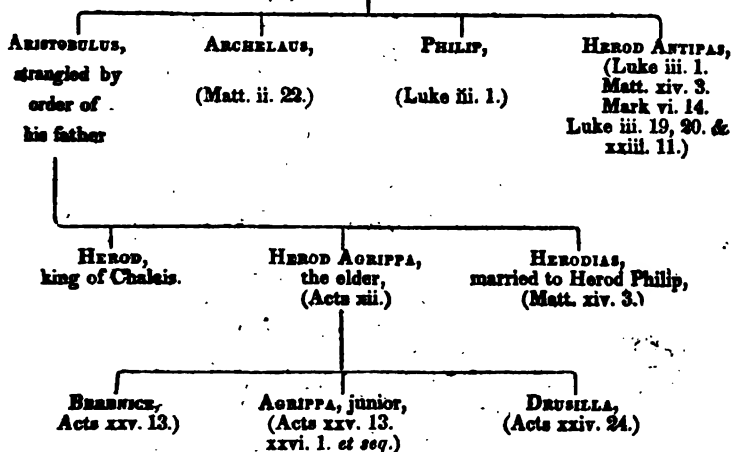 ARISTOBULUS,
strangled by
order of
his father
ARCHELAUS,
(Matt. ii. 22.)
PHILIP,
(Luke iii. 1.)
HEROD ANTIPAS,
(Luke iii. 1.
Matt. xiv. 3.
Mark vi. 14.
Luke iii. 19, 20. &
xxiii. 11.)
HEROD,
king of Chalcis.
HEROD AGRIPPA,
the elder,
(Acts xii.)
HERODIAS,
married to Herod Philip,
(Matt. xiv. 3.)
BERENICE,
Acts xxv. 13.)
AGRIPPA, junior,
(Acts xxv. 13.
xxvi. 1. et seq.)
DRUSILLA,
(Acts xxiv. 24.)